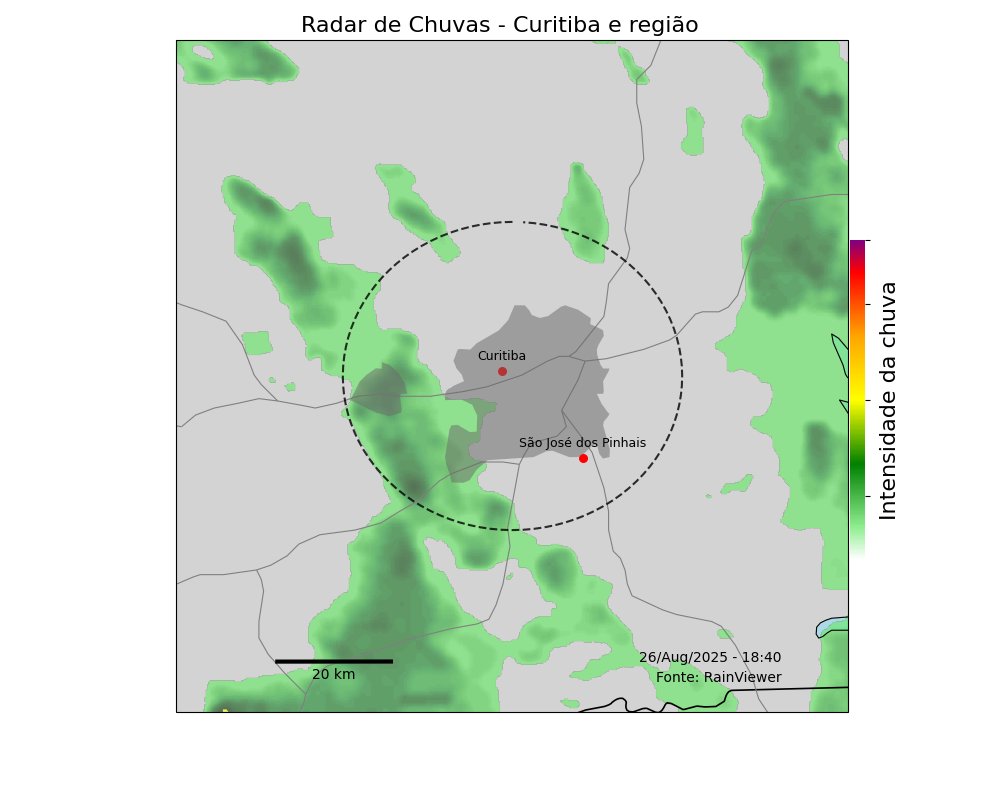 Radar de Chuvas - Curitiba e região
Curitiba
São José dos Pinhais
Intensidade da chuva
26/Aug/2025 - 18:40
20 km
Fonte: RainViewer